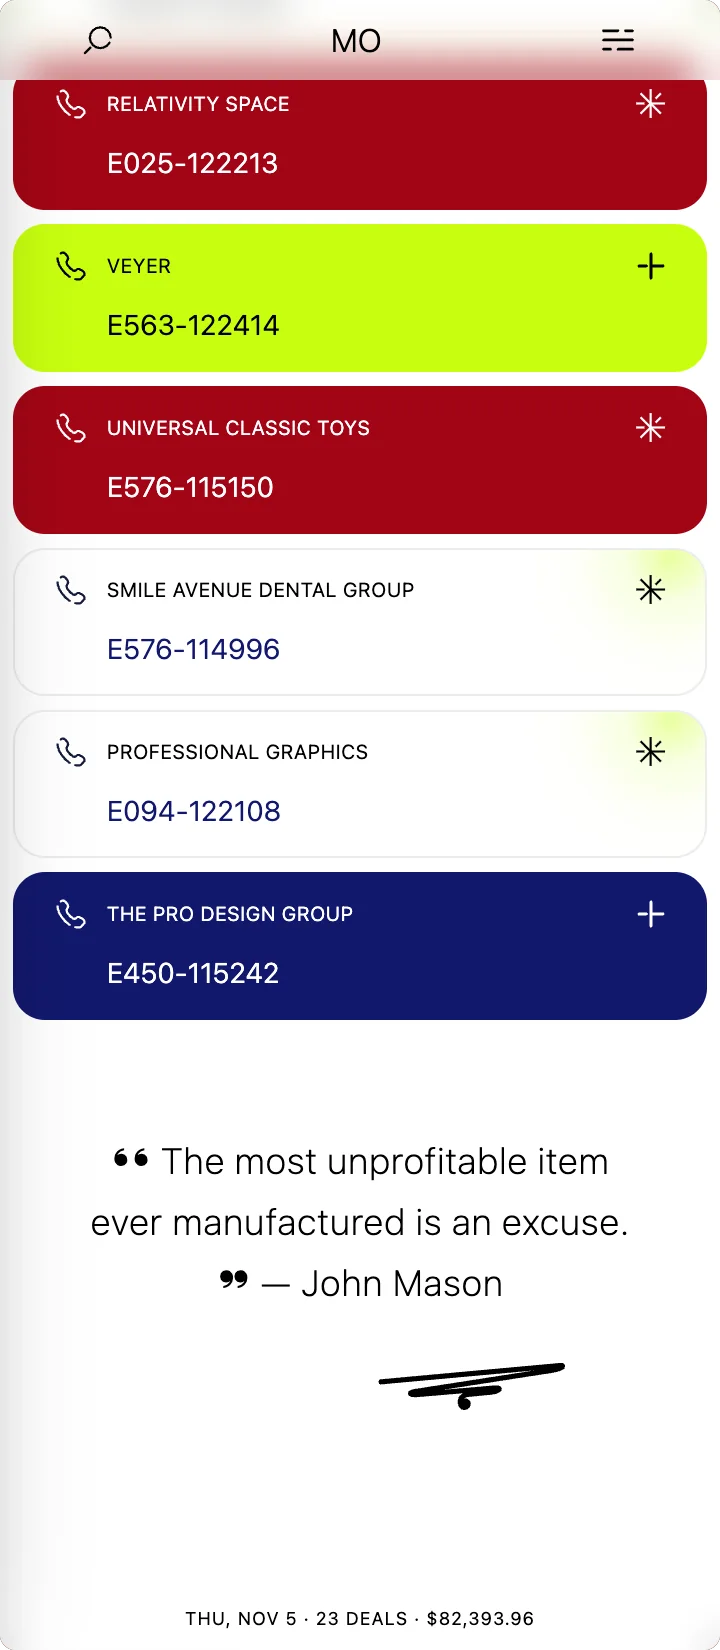 MO
RELATIVITY SPACE
E025-122213
VEYER
E563-122414
UNIVERSAL CLASSIC TOYS
E576-115150
SMILE AVENUE DENTAL GROUP
E576-114996
PROFESSIONAL GRAPHICS
E094-122108
THE PRO DESIGN GROUP
E450-115242
❝ The most unprofitable item
ever manufactured is an excuse.
❞ — John Mason
THU, NOV 5 · 23 DEALS · $82,393.96